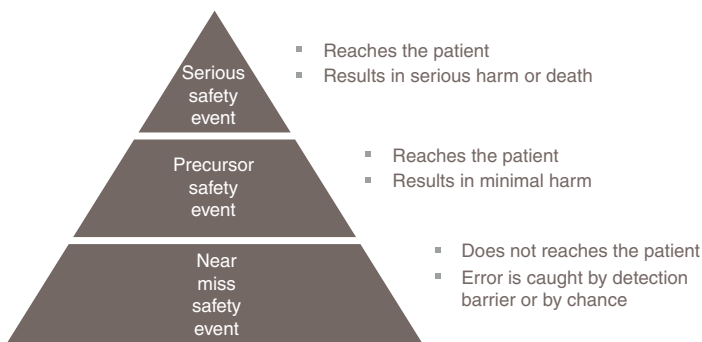 Serious
safety
event
▪ Reaches the patient
▪ Results in serious harm or death
Precursor
safety
event
▪ Reaches the patient
▪ Results in minimal harm
Near
miss
safety
event
▪ Does not reaches the patient
▪ Error is caught by detection
barrier or by chance